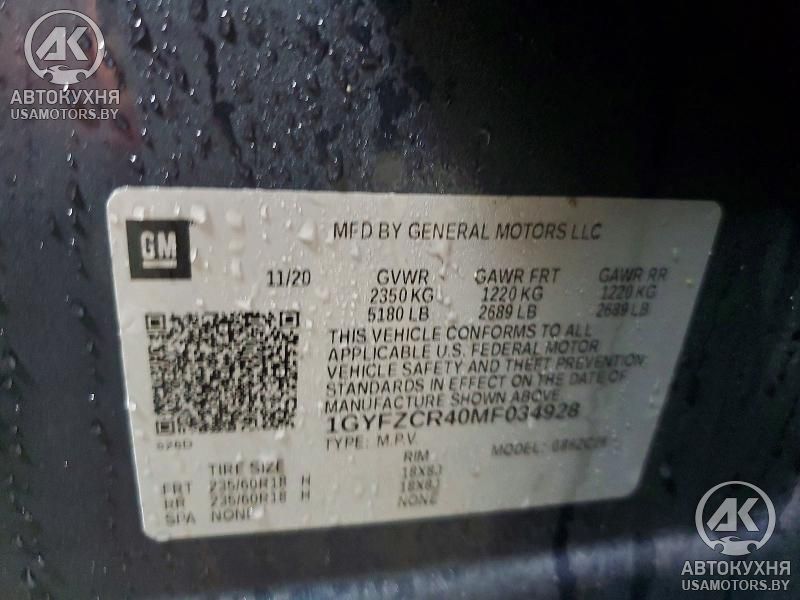 AK
АВТОКУХНЯ
USAMOTORS.BY
GM
MFD BY GENERAL MOTORS LLC
11/20 GVWR GAWR FRT GAWR RR
2350 KG 1220 KG 1220 KG
5180 LB 2689 LB 2689 LB
THIS VEHICLE CONFORMS TO ALL
APPLICABLE U.S. FEDERAL MOTOR
VEHICLE SAFETY AND THEFT PREVENTION
STANDARDS IN EFFECT ON THE DATE OF
MANUFACTURE SHOWN ABOVE.
1GYFZCR40MF034928
TYPE: M.P.V. MODEL:
TIRE SIZE RIM
FRT 235/60R18 H 18X8J
RR 235/60R18 H 18X8J
SPA NONE NONE
AK
АВТОКУХНЯ
USAMOTORS.BY